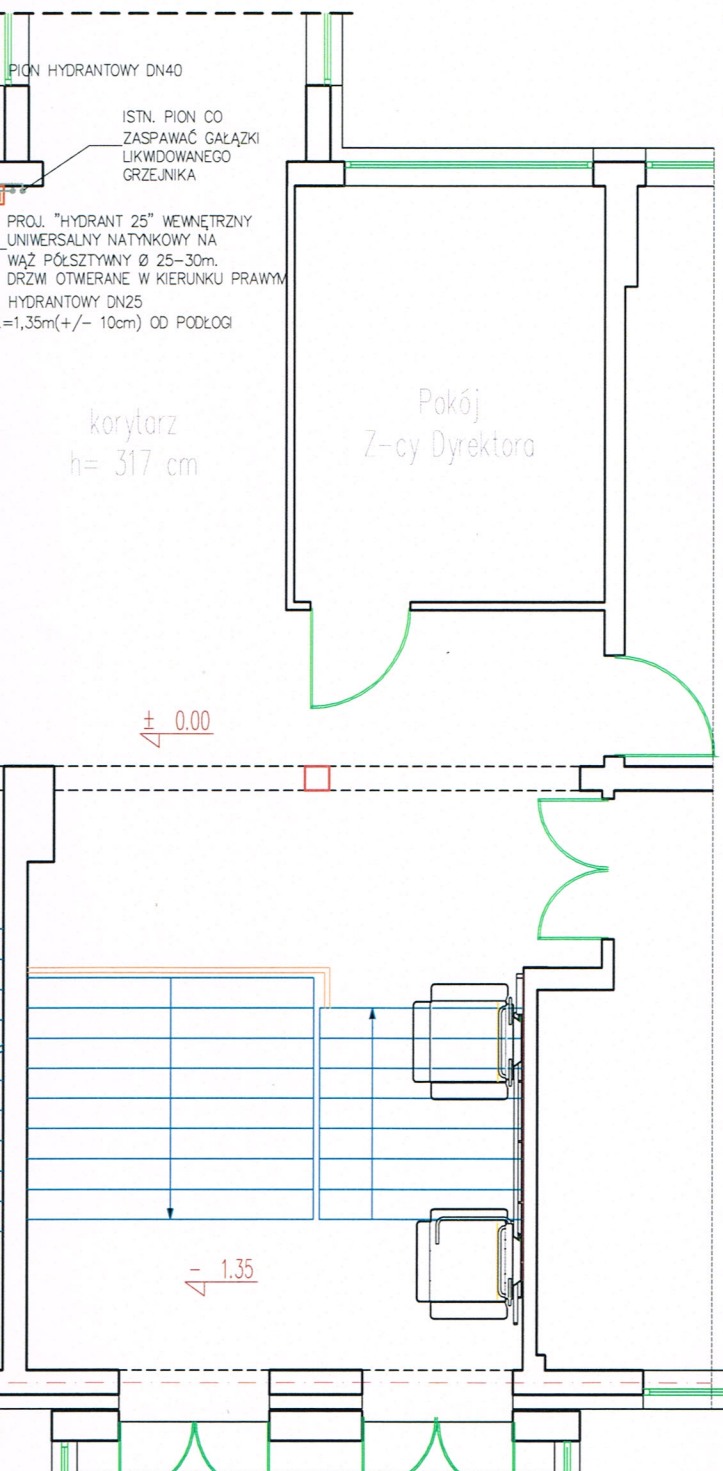 PION HYDRANTOWY DN40
ISTN. PION CO
ZASPAWAĆ GAŁĄZKI
LIKWIDOWANEGO
GRZEJNIKA
PROJ. "HYDRANT 25" WEWNĘTRZNY
UNIWERSALNY NATYNKOWY NA
WĄŻ PÓŁSZTYWNY Ø 25-30m.
DRZWI OTWIERANE W KIERUNKU PRAWYM
HYDRANTOWY DN25
=1,35m(+/- 10cm) OD PODŁOGI
korytarz
h= 317 cm
Pokój
Z-cy Dyrektora
± 0.00
- 1.35